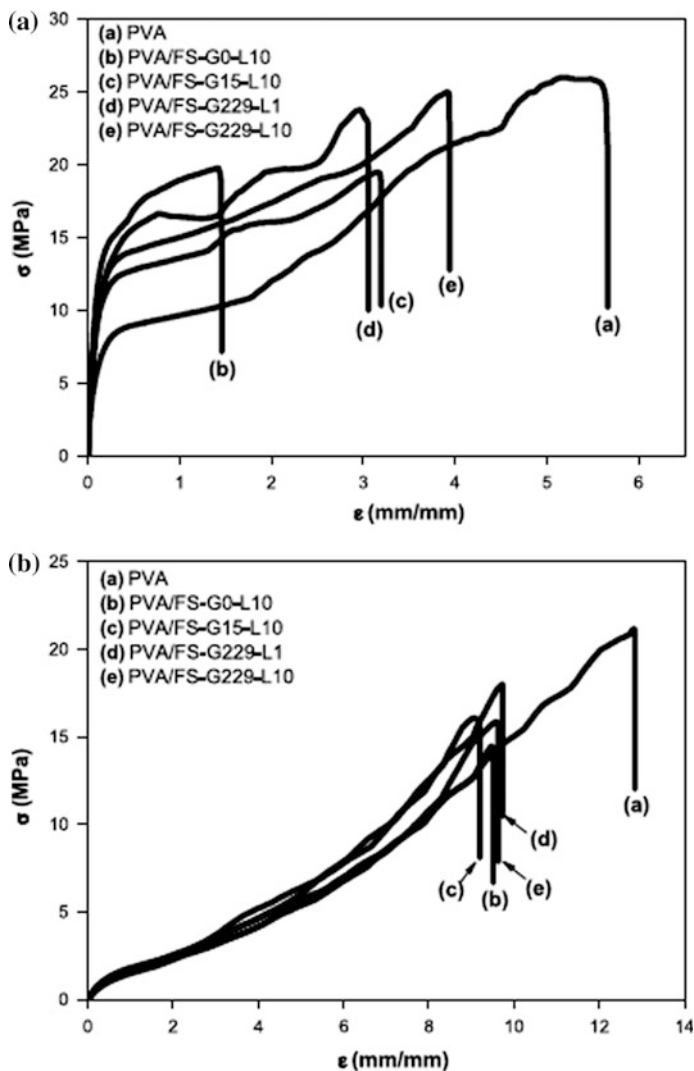 (a)
30
(a) PVA
(b) PVA/FS-G0-L10
25
(c) PVA/FS-G15-L10
(d) PVA/FS-G229-L1
(e) PVA/FS-G229-L10
20
σ (MPa)
15
10
(d)
(c)
(e)
(a)
(b)
5
0
0 1 2 3 4 5 6
ε (mm/mm)
(b)
25
(a) PVA
(b) PVA/FS-G0-L10
(c) PVA/FS-G15-L10
20
(d) PVA/FS-G229-L1
(e) PVA/FS-G229-L10
15
σ (MPa)
10
(a)
(d)
(c)
(e)
(b)
5
0
0 2 4 6 8 10 12 14
ε (mm/mm)